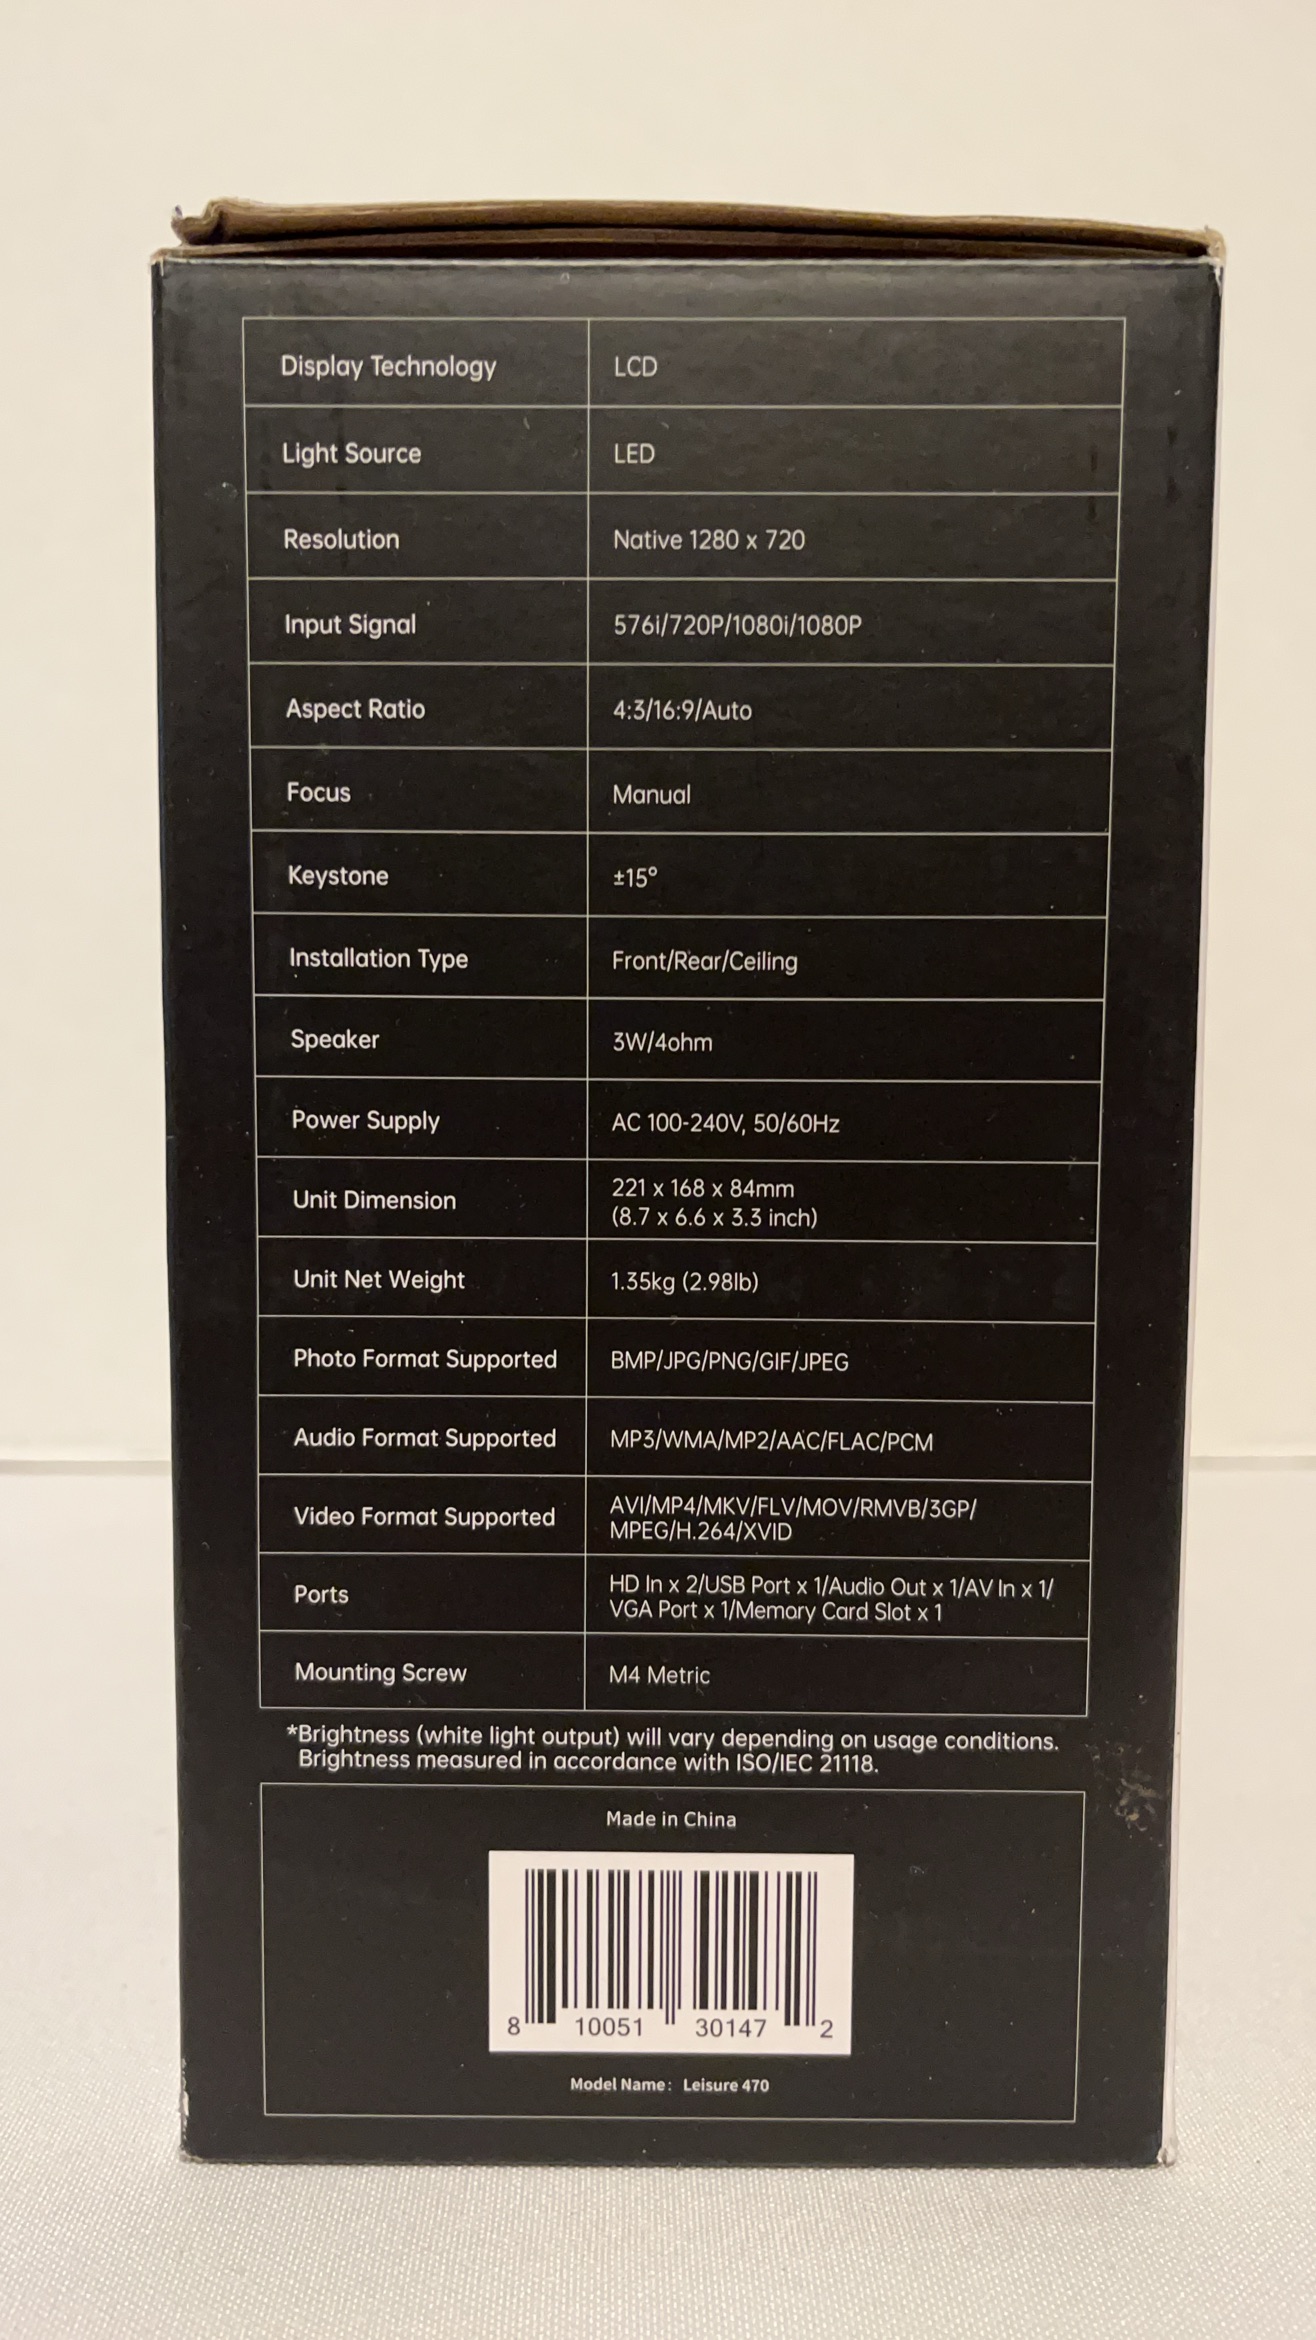 Display Technology LCD
Light Source LED
Resolution Native 1280 x 720
Input Signal 576i/720P/1080i/1080P
Aspect Ratio 4:3/16:9/Auto
Focus Manual
Keystone ±15°
Installation Type Front/Rear/Ceiling
Speaker 3W/4ohm
Power Supply AC 100-240V, 50/60Hz
Unit Dimension 221 x 168 x 84mm
(8.7 x 6.6 x 3.3 inch)
Unit Net Weight 1.35kg (2.98lb)
Photo Format Supported BMP/JPG/PNG/GIF/JPEG
Audio Format Supported MP3/WMA/MP2/AAC/FLAC/PCM
Video Format Supported AVI/MP4/MKV/FLV/MOV/RMVB/3GP/
MPEG/H.264/XVID
Ports HD In x 2/USB Port x 1/Audio Out x 1/AV In x 1/
VGA Port x 1/Memory Card Slot x 1
Mounting Screw M4 Metric
*Brightness (white light output) will vary depending on usage conditions.
Brightness measured in accordance with ISO/IEC 21118.
Made in China
8 10051 30147 2
Model Name: Leisure 470